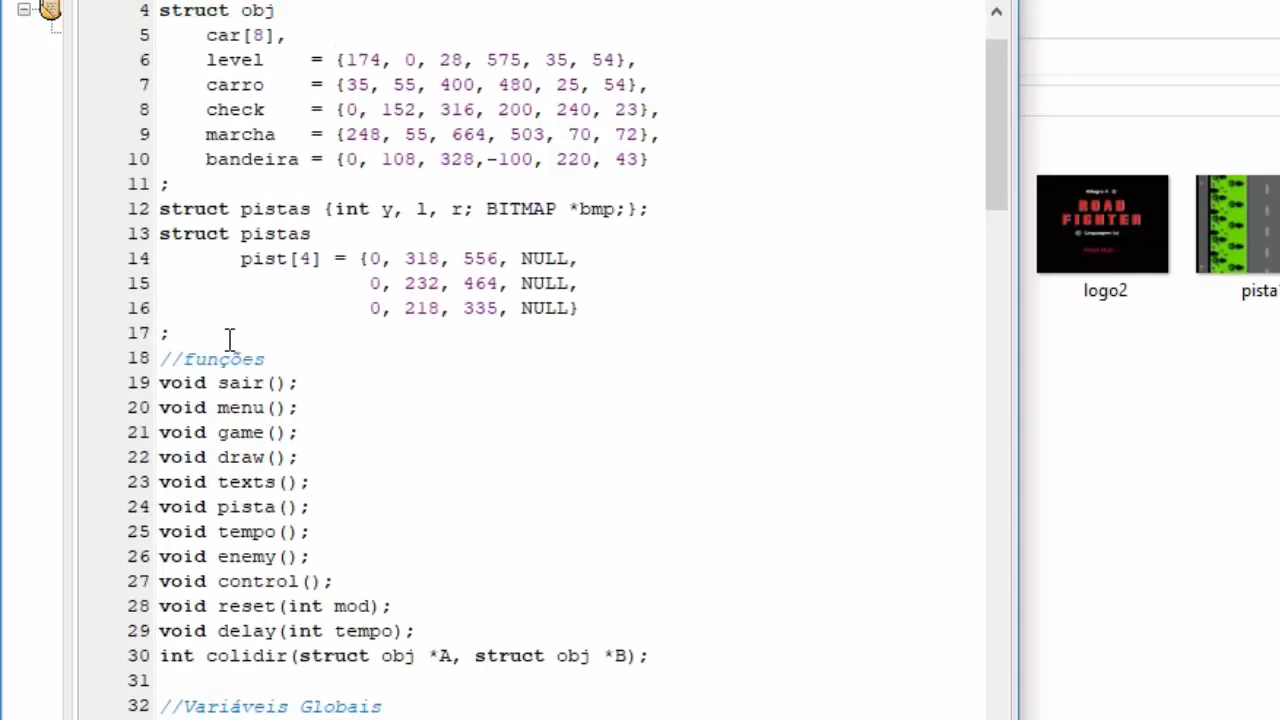 4 struct obj
5 car[8],
6 level = {174, 0, 28, 575, 35, 54},
7 carro = {35, 55, 400, 480, 25, 54},
8 check = {0, 152, 316, 200, 240, 23},
9 marcha = {248, 55, 664, 503, 70, 72},
10 bandeira = {0, 108, 328,-100, 220, 43}
11 ;
12 struct pistas {int y, l, r; BITMAP *bmp;};
13 struct pistas
14 pist[4] = {0, 318, 556, NULL,
15 0, 232, 464, NULL,
16 0, 218, 335, NULL}
17 ;
18 //funções
19 void sair();
20 void menu();
21 void game();
22 void draw();
23 void texts();
24 void pista();
25 void tempo();
26 void enemy();
27 void control();
28 void reset(int mod);
29 void delay(int tempo);
30 int colidir(struct obj *A, struct obj *B);
31
32 //Variáveis Globais
ROAD
FIGHTER
logo2